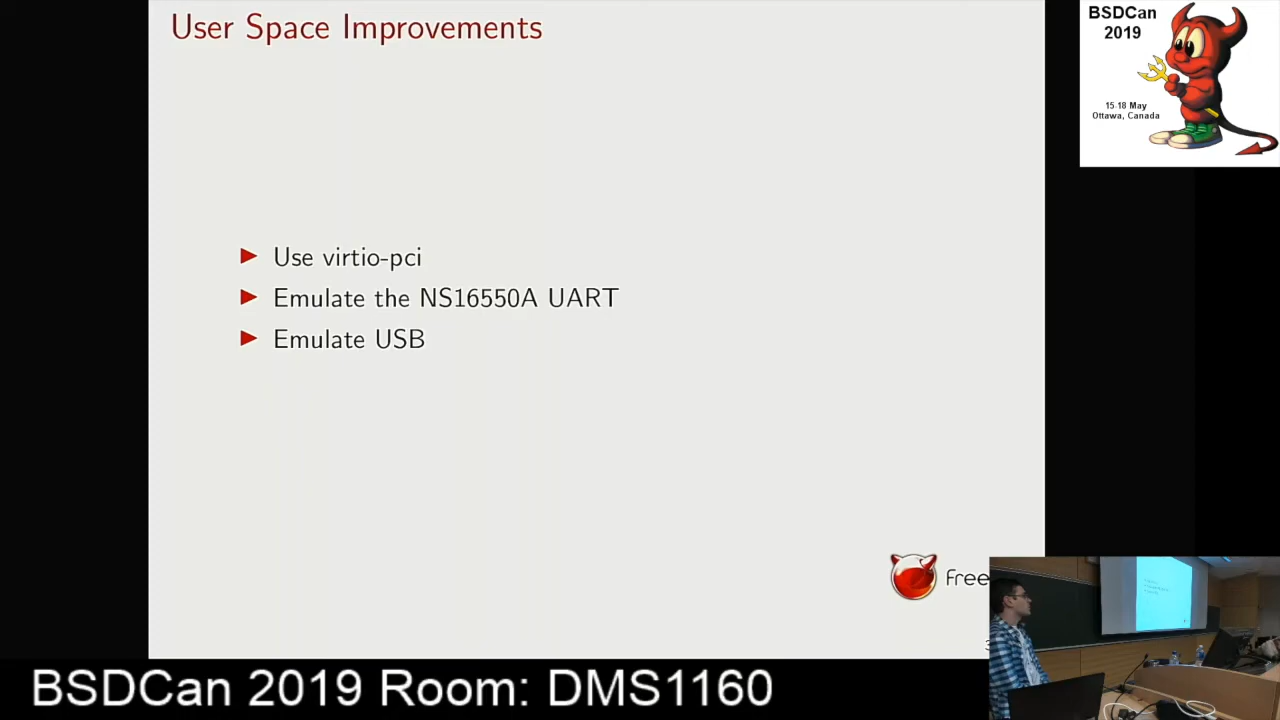 User Space Improvements
Use virtio-pci
Emulate the NS16550A UART
Emulate USB
Free
BSDCan
2019
15-18 May
Ottawa, Canada
BSDCan 2019 Room: DMS1160